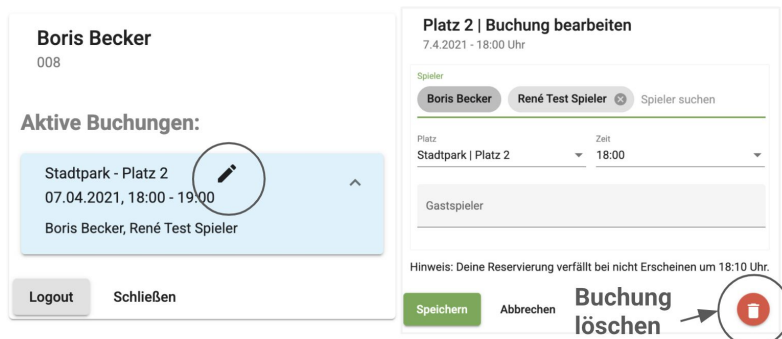 Boris Becker
008
Aktive Buchungen:
Stadtpark - Platz 2
07.04.2021, 18:00 - 19:00
Boris Becker, René Test Spieler
Logout
Schließen
Platz 2 | Buchung bearbeiten
7.4.2021 - 18:00 Uhr
Spieler
Boris Becker
René Test Spieler
Spieler suchen
Platz
Zeit
Stadtpark | Platz 2
18:00
Gastspieler
Hinweis: Deine Reservierung verfällt bei nicht Erscheinen um 18:10 Uhr.
Speichern
Abbrechen
Buchung
löschen